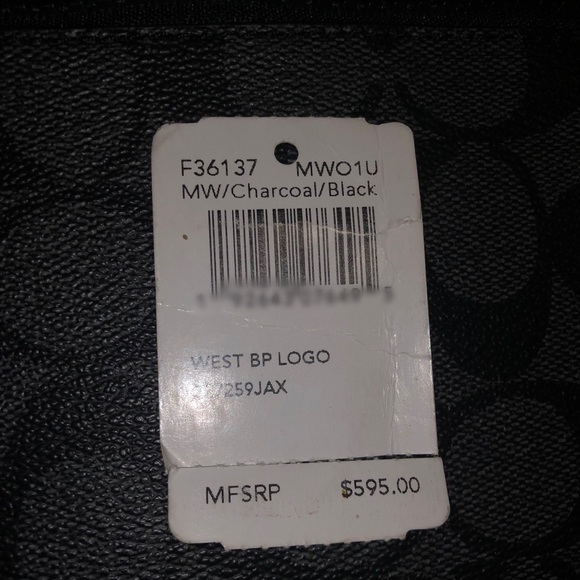 F36137 MWO1U
MW/Charcoal/Black
WEST BP LOGO
MFSRP $595.00